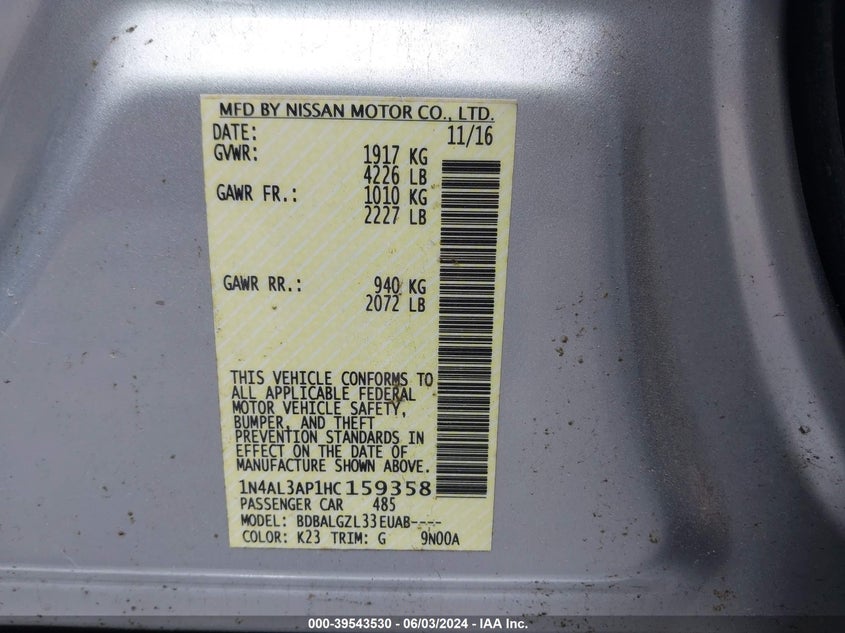 MFD BY NISSAN MOTOR CO., LTD.
DATE: 11/16
GVWR: 1917 KG
4226 LB
GAWR FR.: 1010 KG
2227 LB
GAWR RR.: 940 KG
2072 LB
THIS VEHICLE CONFORMS TO
ALL APPLICABLE FEDERAL
MOTOR VEHICLE SAFETY,
BUMPER, AND THEFT
PREVENTION STANDARDS IN
EFFECT ON THE DATE OF
MANUFACTURE SHOWN ABOVE.
1N4AL3AP1HC159358
PASSENGER CAR 485
MODEL: BDBALGZL33EUAB----
COLOR: K23 TRIM: G 9N00A
000-39543530 - 06/03/2024 - IAA Inc.